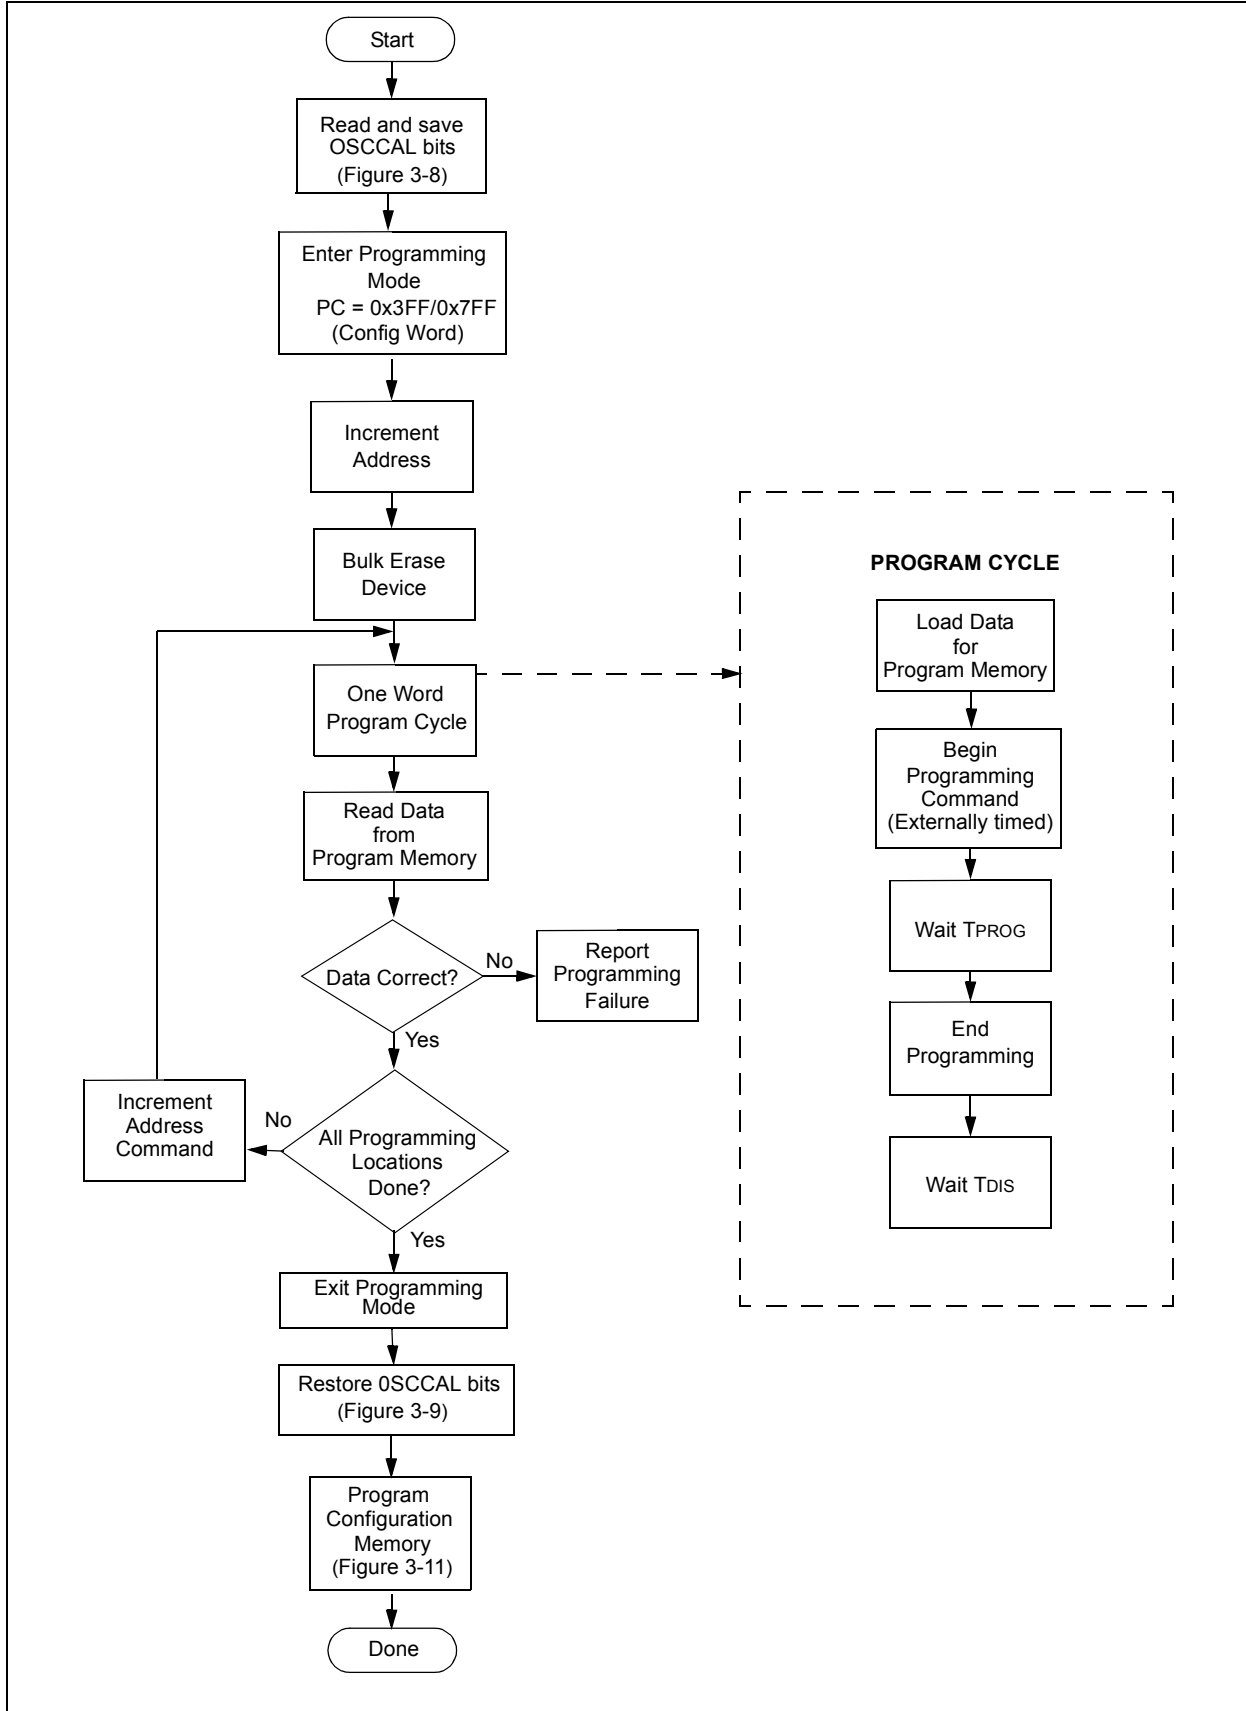 Start
Read and save
OSCCAL bits
(Figure 3-8)
Enter Programming
Mode
PC = 0x3FF/0x7FF
(Config Word)
Increment
Address
Bulk Erase
Device
One Word
Program Cycle
Read Data
from
Program Memory
Data Correct?
No
Report
Programming
Failure
Yes
All Programming
Locations
Done?
No
Increment
Address
Command
Yes
Exit Programming
Mode
Restore 0SCCAL bits
(Figure 3-9)
Program
Configuration
Memory
(Figure 3-11)
Done
PROGRAM CYCLE
Load Data
for
Program Memory
Begin
Programming
Command
(Externally timed)
Wait TPROG
End
Programming
Wait TDIS